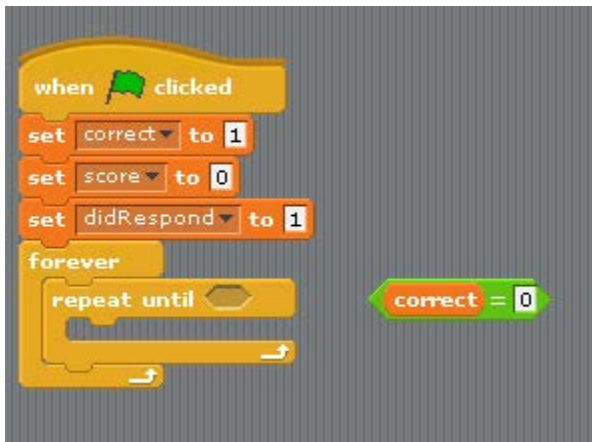 when clicked
set correct to 1
set score to 0
set didRespond to 1
forever
repeat until
correct = 0